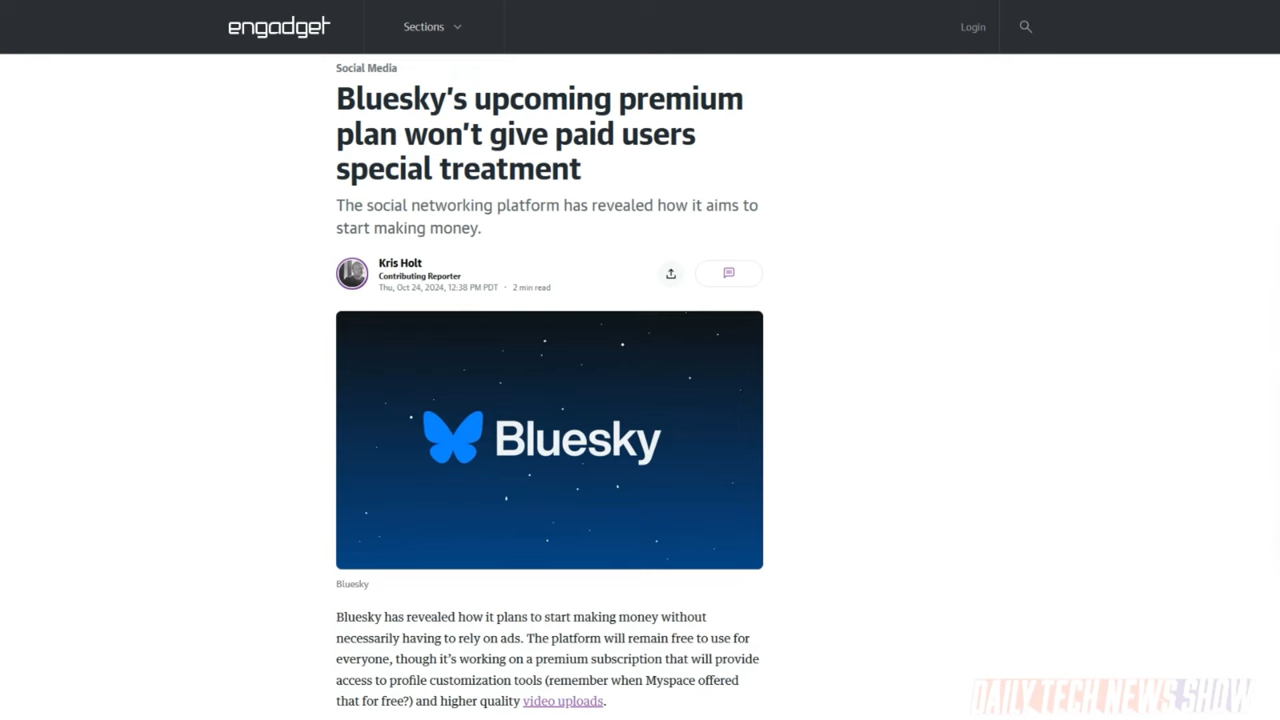 engadget
Sections
Login
Social Media
Bluesky's upcoming premium
plan won't give paid users
special treatment
The social networking platform has revealed how it aims to
start making money.
Kris Holt
Contributing Reporter
Thu, Oct 24, 2024, 12:38 PM PDT · 2 min read
Bluesky
Bluesky
Bluesky has revealed how it plans to start making money without
necessarily having to rely on ads. The platform will remain free to use for
everyone, though it's working on a premium subscription that will provide
access to profile customization tools (remember when Myspace offered
that for free?) and higher quality video uploads.
DAILY TECH NEWS SHOW